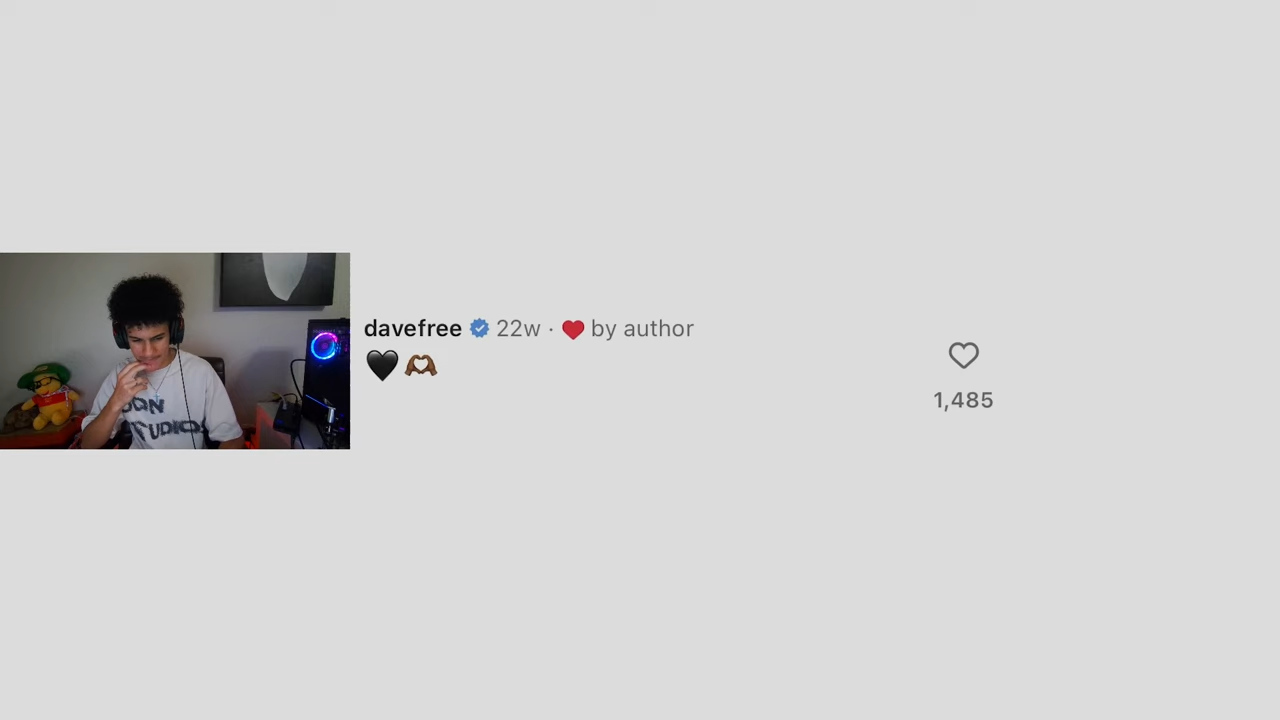 davefree 22w · ❤️ by author
🖤 🫶🏾
1,485